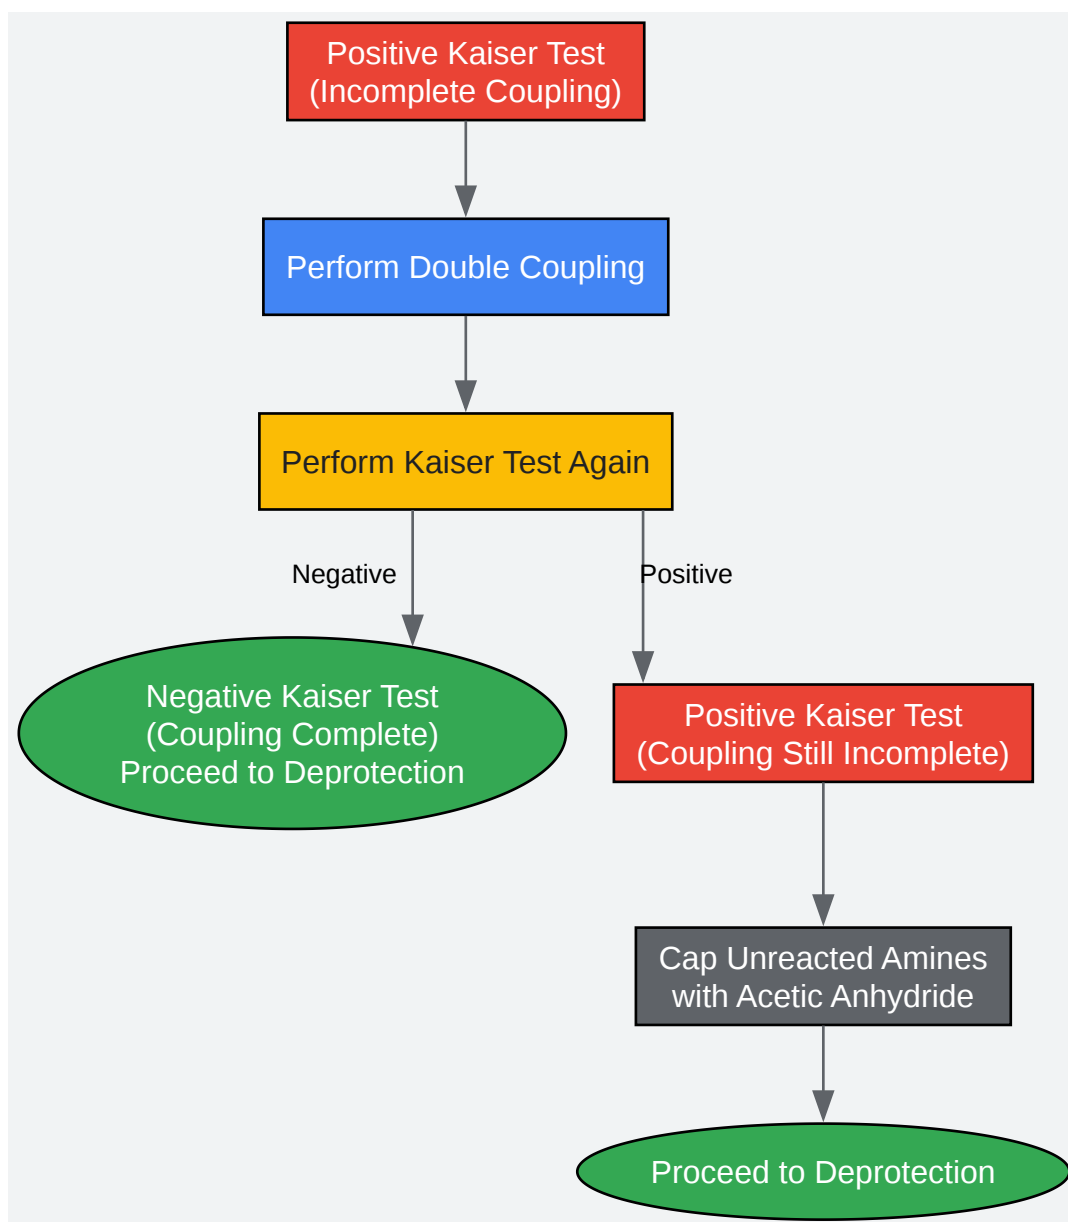 Positive Kaiser Test
(Incomplete Coupling)
Perform Double Coupling
Perform Kaiser Test Again
Negative
Positive
Negative Kaiser Test
(Coupling Complete)
Proceed to Deprotection
Positive Kaiser Test
(Coupling Still Incomplete)
Cap Unreacted Amines
with Acetic Anhydride
Proceed to Deprotection